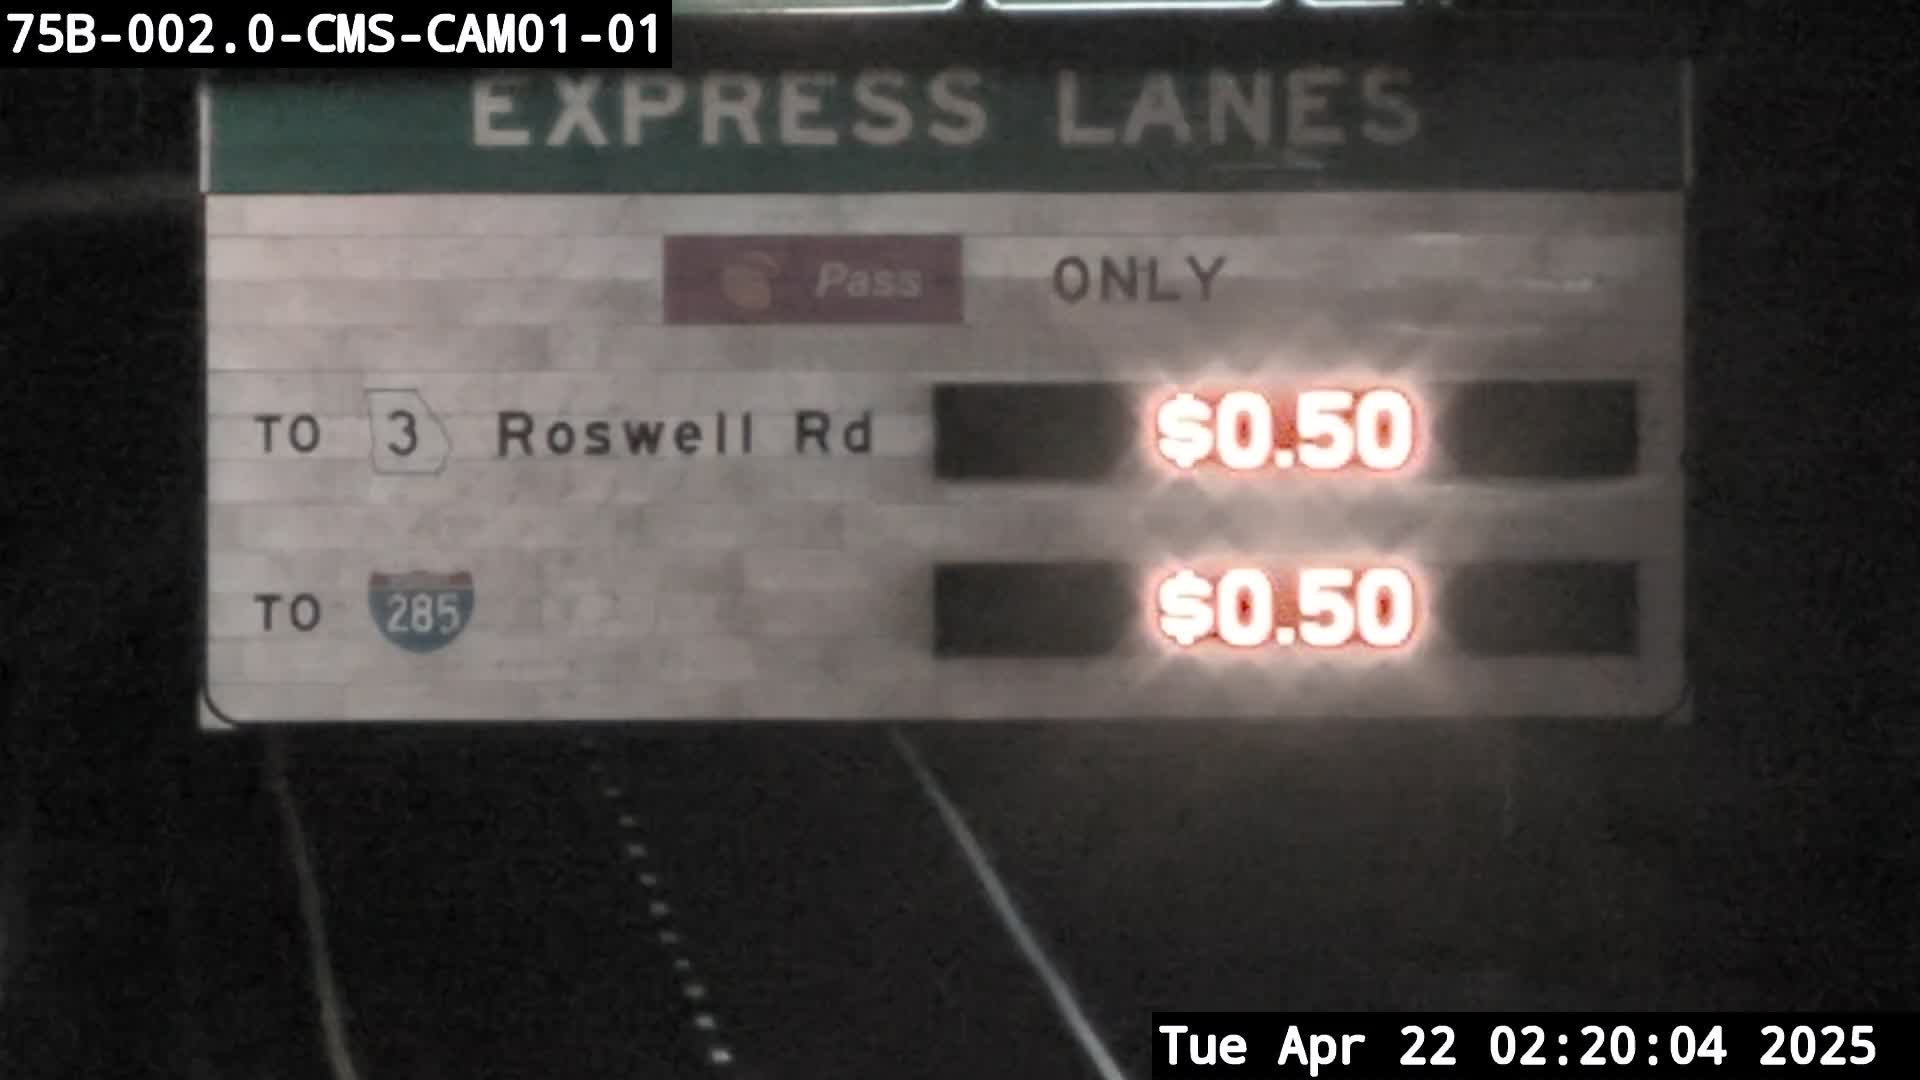 75B-002.0-CMS-CAM01-01
EXPRESS LANES
Pass ONLY
TO 3 Roswell Rd $0.50
TO 285 $0.50
Tue Apr 22 02:20:04 2025